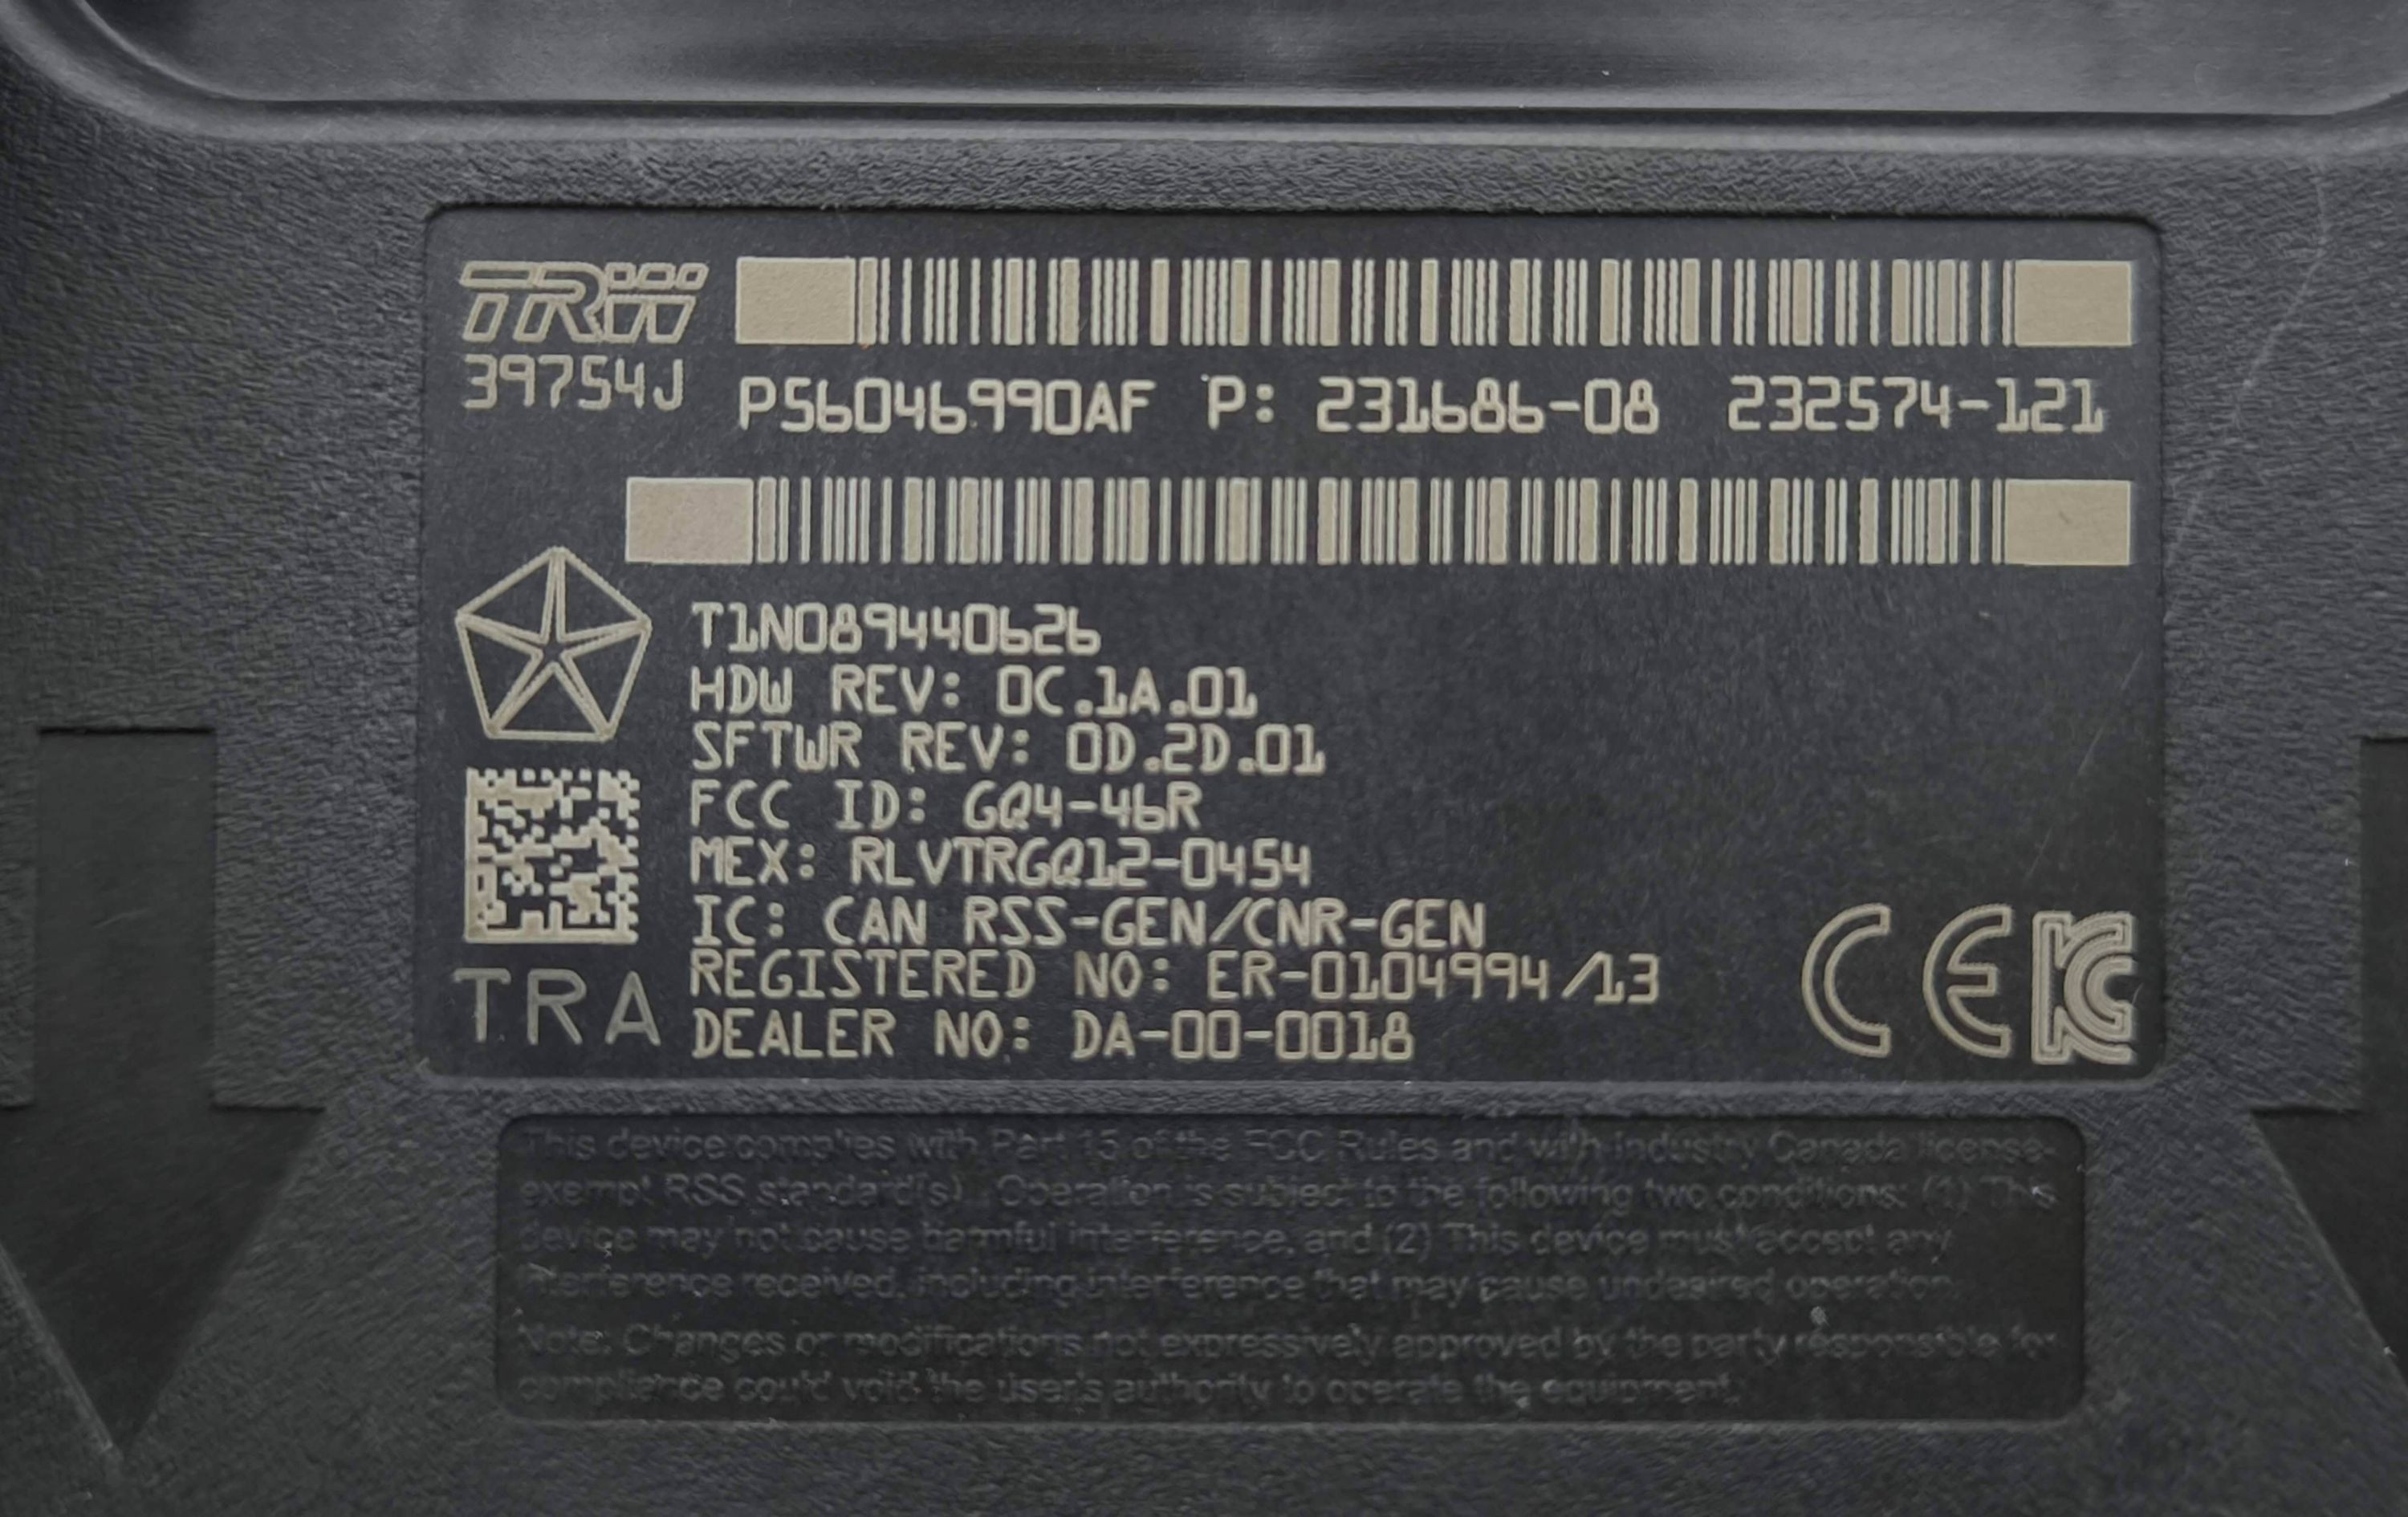 TRW
39754J
P56046990AF P: 231686-08 232574-121
T1N089440626
HDW REV: 0C.1A.01
SFTWR REV: 0D.2D.01
FCC ID: GQ4-46R
MEX: RLVTRGQ12-0454
IC: CAN RSS-GEN/CNR-GEN
REGISTERED NO: ER-0104994/13
DEALER NO: DA-00-0018
TRA
CE
This device complies with Part 15 of the FCC Rules and with Industry Canada license-
exempt RSS standard(s). Operation is subject to the following two conditions: (1) This
device may not cause harmful interference, and (2) This device must accept any
interference received, including interference that may cause undesired operation.
Note: Changes or modifications not expressively approved by the party responsible for
compliance could void the user's authority to operate the equipment.